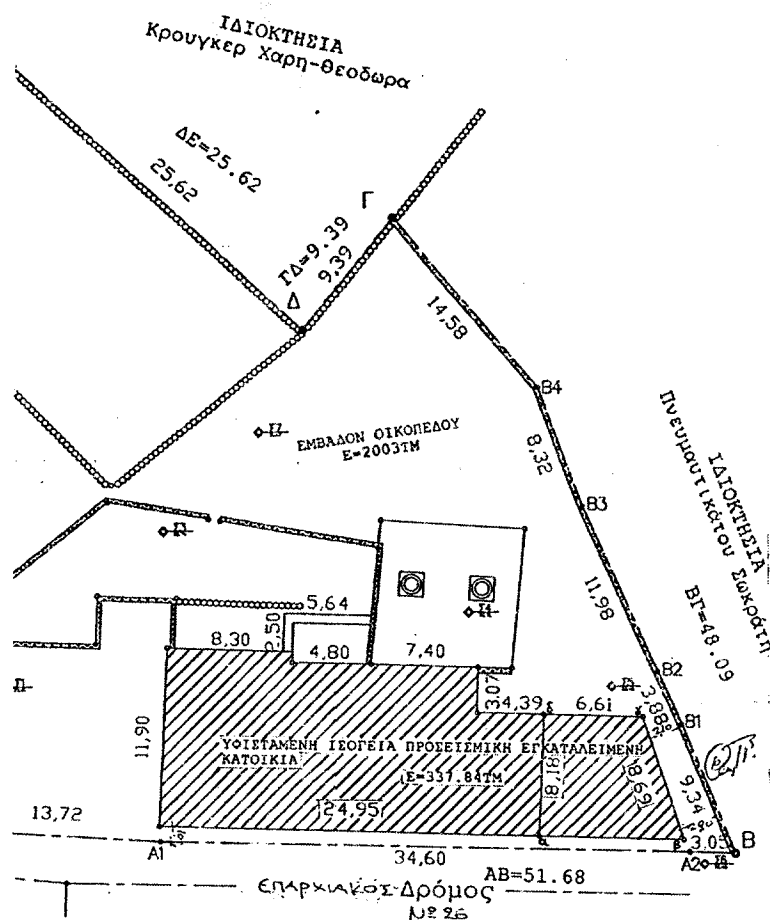 ΙΔΙΟΚΤΗΣΙΑ
Κρουγκερ Χαρη-Θεοδωρα
ΔΕ=25.62
25,62
Γ
ΓΔ=9.39
9,39
Δ
14,58
Β4
8,32
Β3
ΕΜΒΑΔΟΝ ΟΙΚΟΠΕΔΟΥ
Ε=2003ΤΜ
ΙΔΙΟΚΤΗΣΙΑ
Πνευματικάτου Σωκράτη
ΒΓ=48.09
11,98
Β2
3,88
Β1
9,34
5,64
2,50
8,30
4,80
7,40
3,07
4,39
δ
6,61
γ
11,90
ΥΦΙΣΤΑΜΕΝΗ ΙΣΟΓΕΙΑ ΠΡΟΣΕΙΣΜΙΚΗ ΕΓΚΑΤΑΛΕΙΜΕΝΗ
ΚΑΤΟΙΚΙΑ
Ε=337.84ΤΜ
8,18
8,69
24,95
13,72
Α1
34,60
α
β
3,05
Α2
Β
ΑΒ=51.68
επαρχιακός Δρόμος
Νº 26